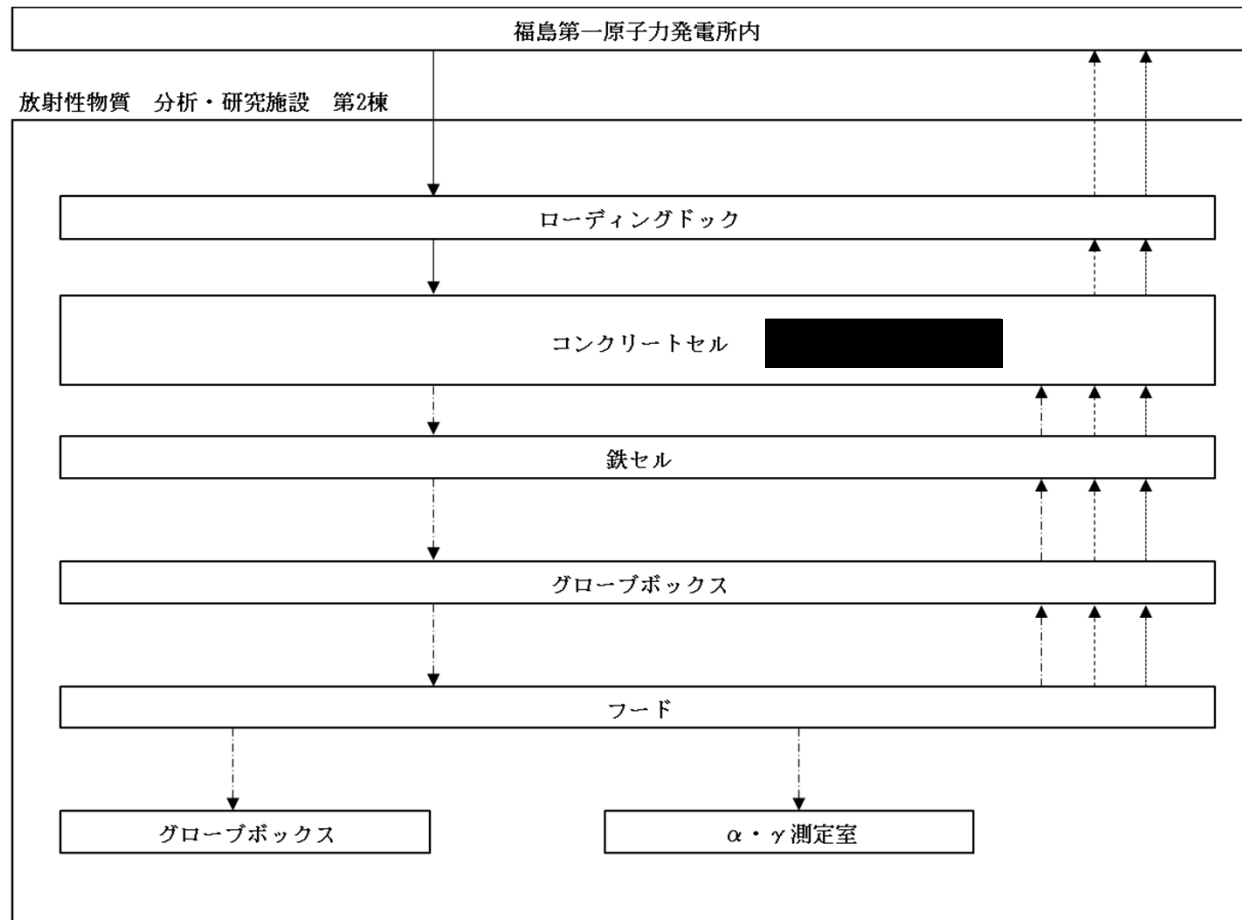 福島第一原子力発電所内
放射性物質　分析・研究施設　第2棟
ローディングドック
コンクリートセル
鉄セル
グローブボックス
フード
グローブボックス
α・γ測定室